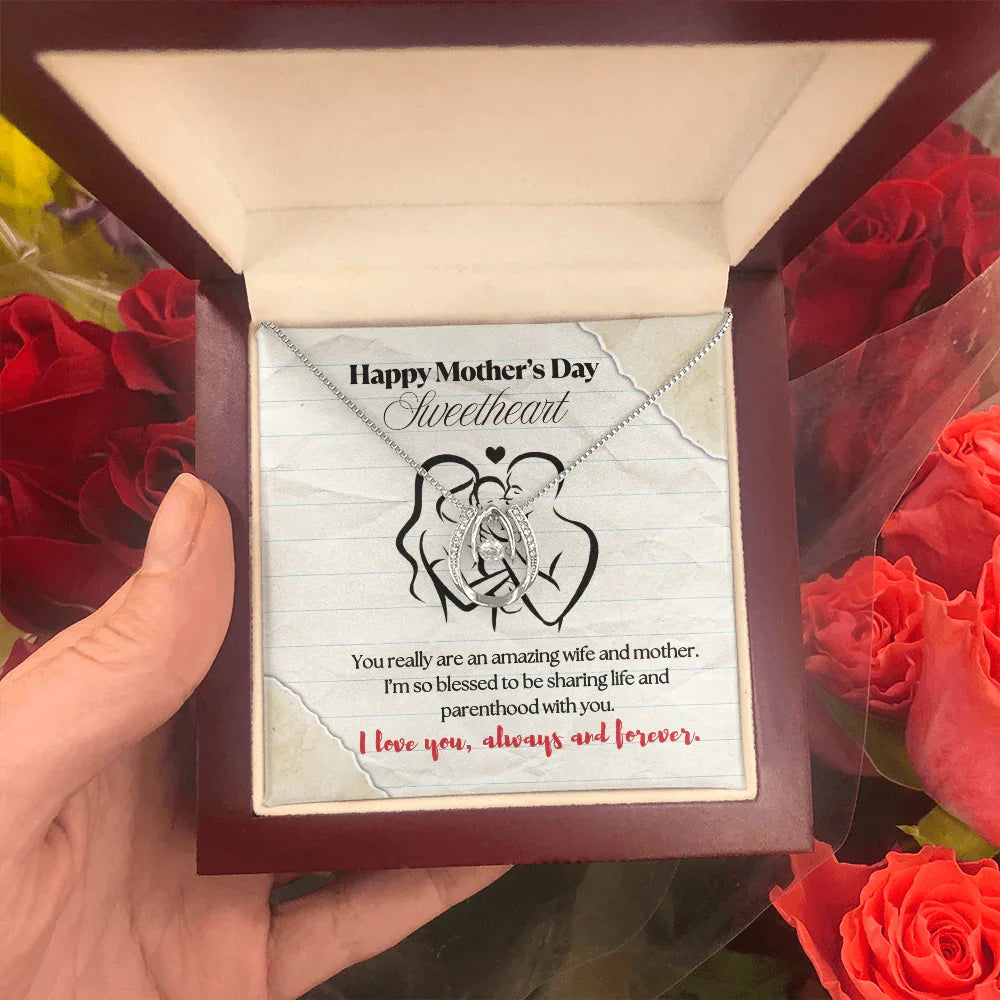 Happy Mother's Day
Sweetheart
You really are an amazing wife and mother.
I'm so blessed to be sharing life and
parenthood with you.
I love you, always and forever.